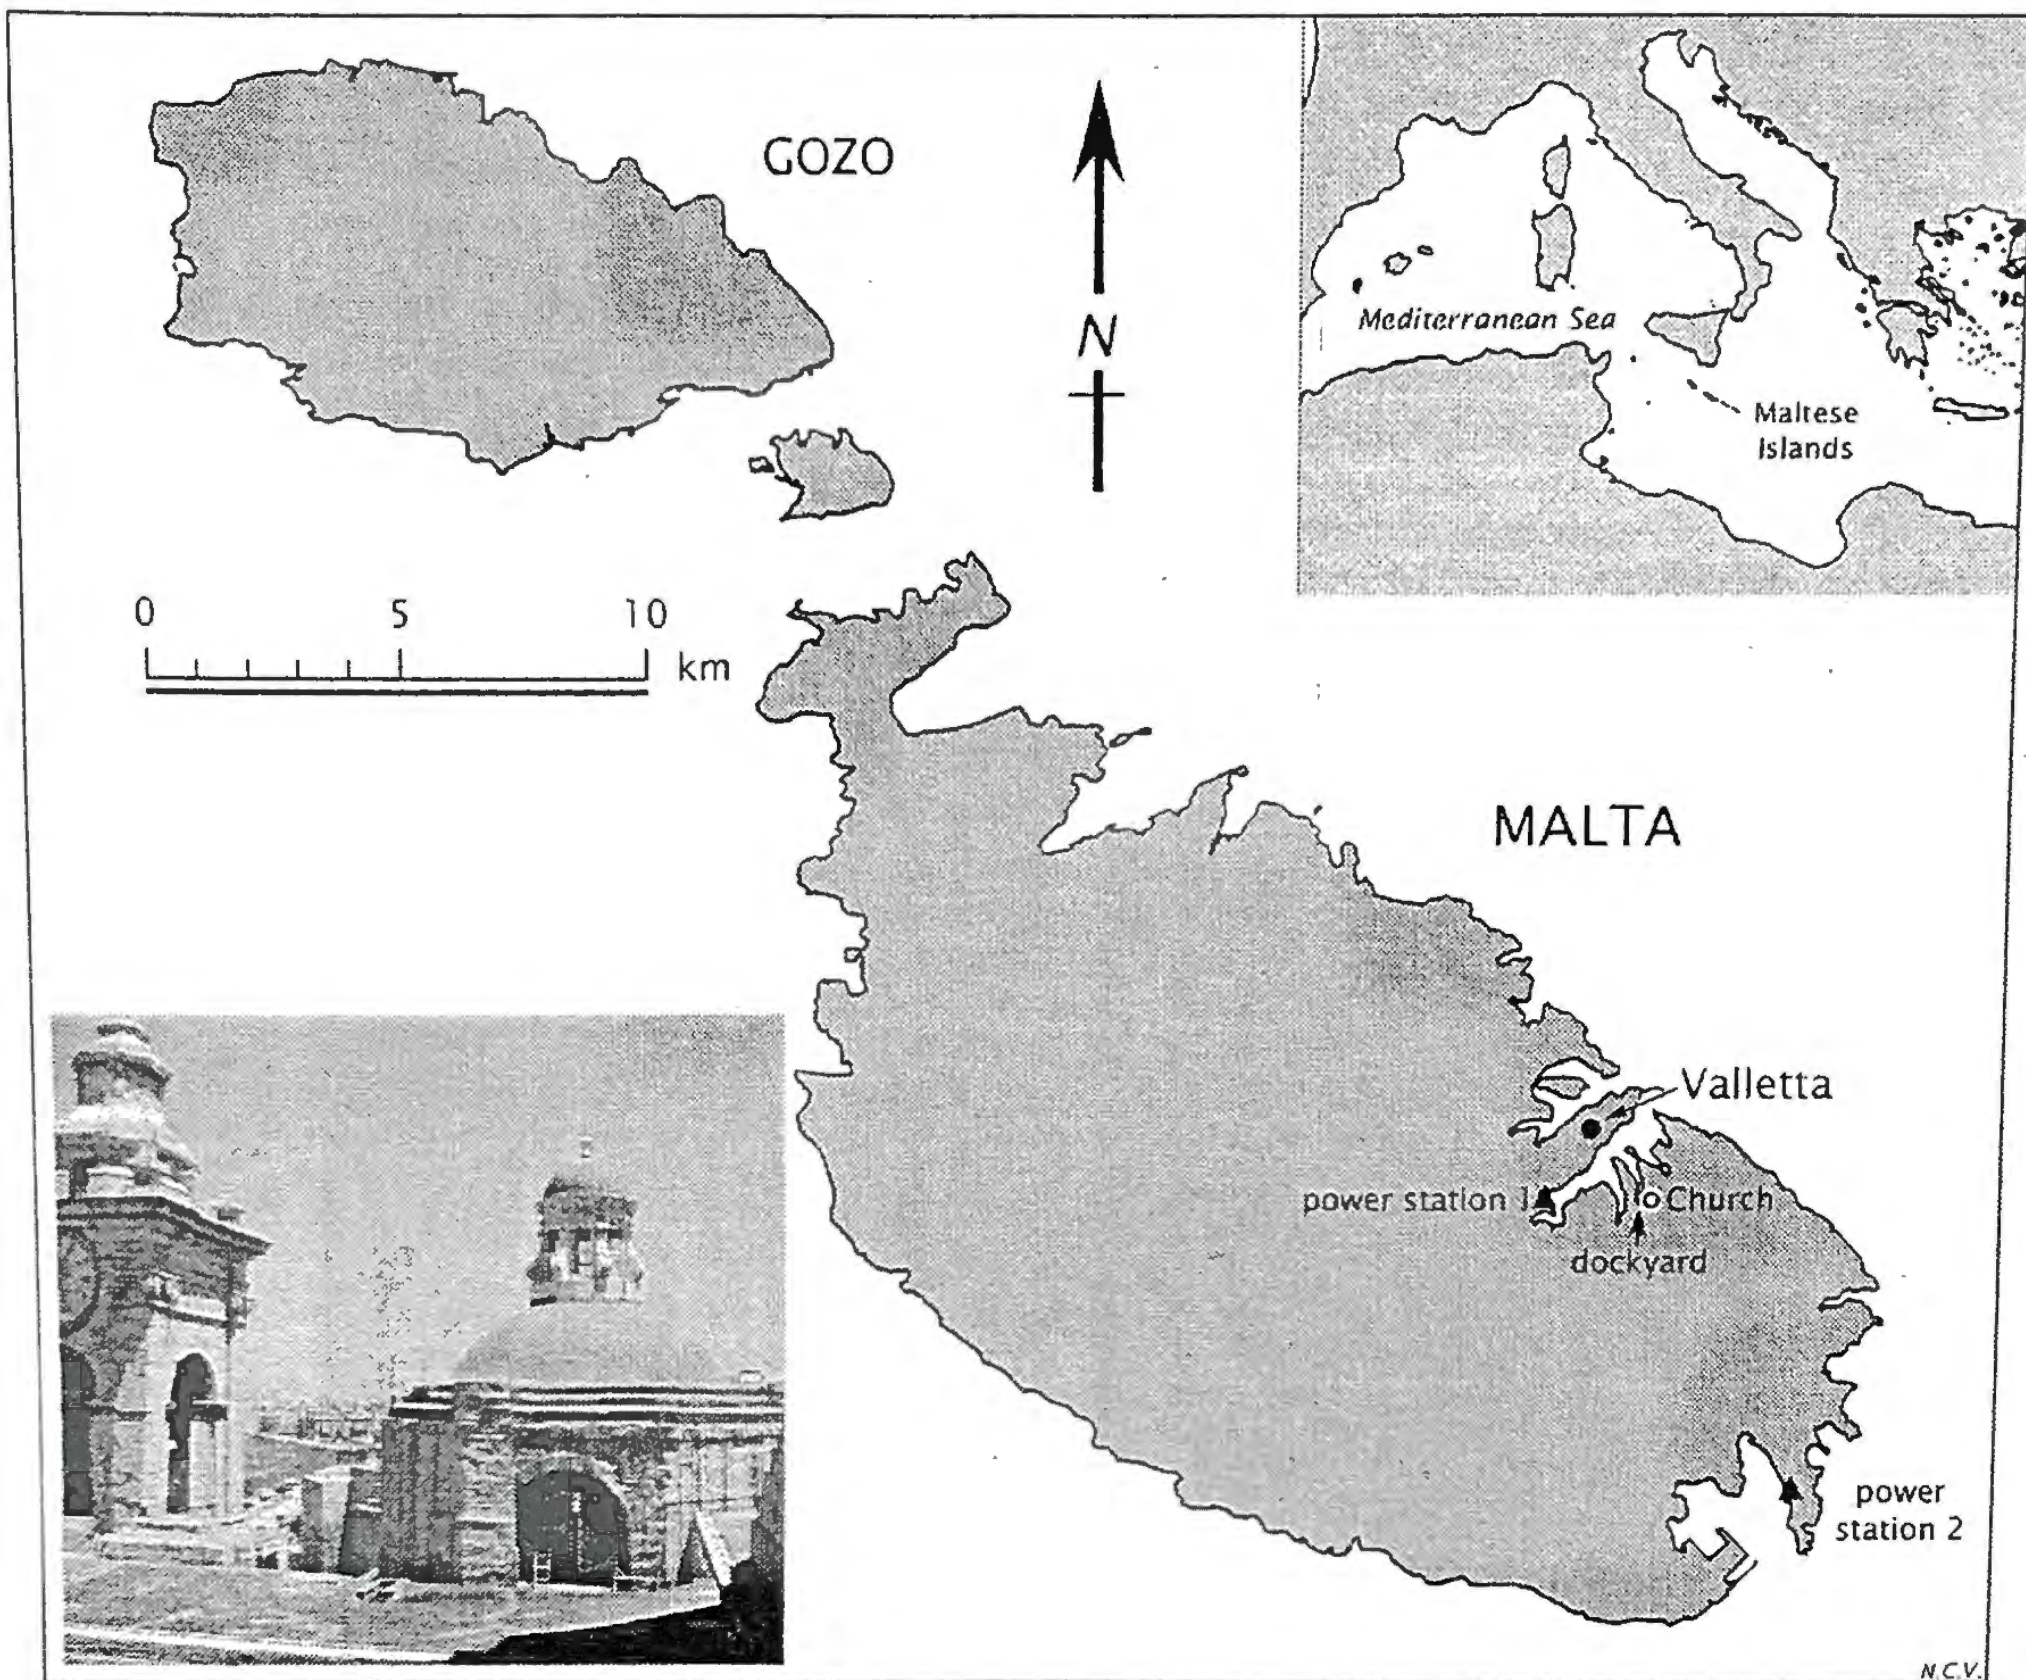 GOZO
N
Mediterranean Sea
Maltese
Islands
0 5 10
km
MALTA
Valletta
power station 1
Church
dockyard
power
station 2
N.C.V.